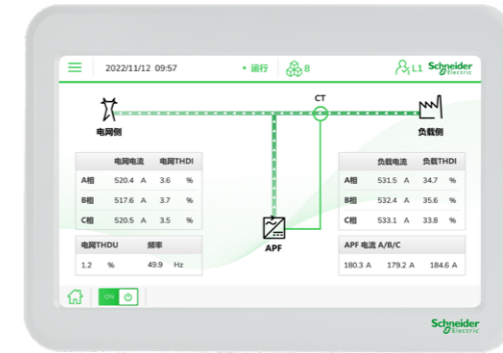 2022/11/12 09:57 • 运行 8 L1 Schneider Electric
CT
电网侧 负载侧
电网电流 电网THDI
A相 520.4 A 3.6 %
B相 517.6 A 3.7 %
C相 520.5 A 3.5 %
电网THDU 频率
1.2 % 49.9 Hz
APF
负载电流 负载THDI
A相 531.5 A 34.7 %
B相 532.4 A 35.6 %
C相 533.1 A 33.8 %
APF 电流 A/B/C
180.3 A 179.2 A 184.6 A
ON
Schneider
Electric